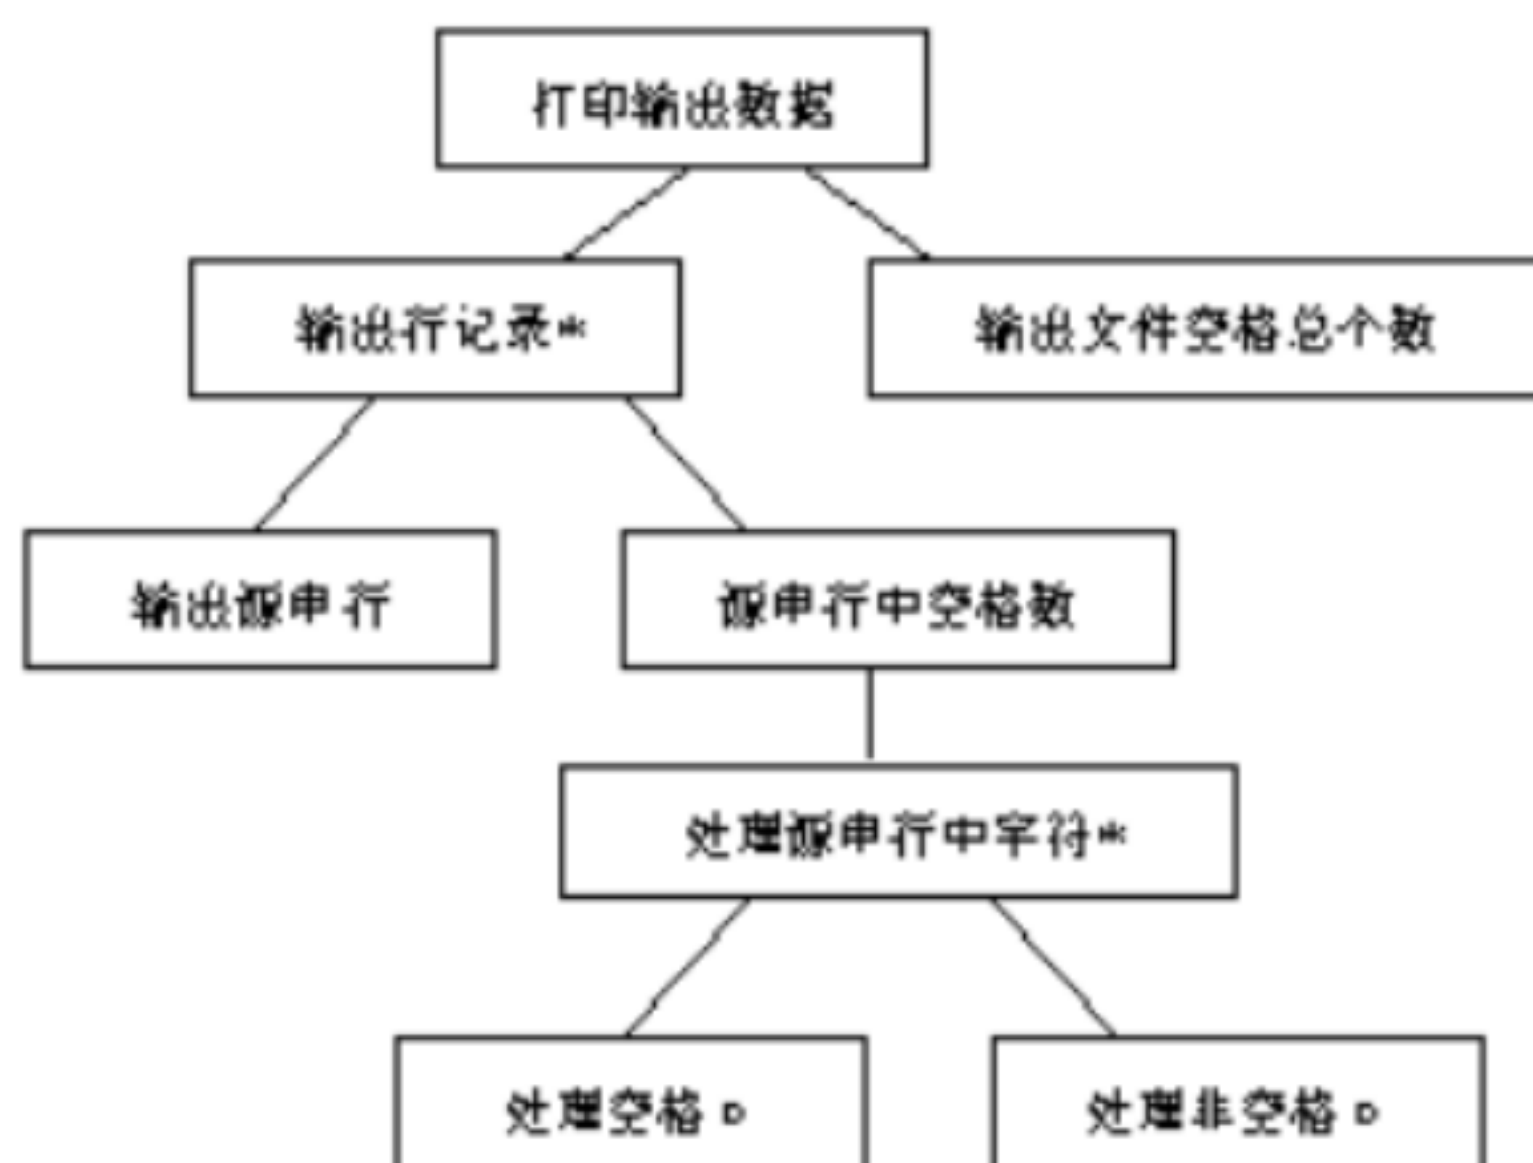 打印输出数据
输出行记录*
输出文件空格总个数
输出源串行
源串行中空格数
处理源串行中字符*
处理空格o
处理非空格o